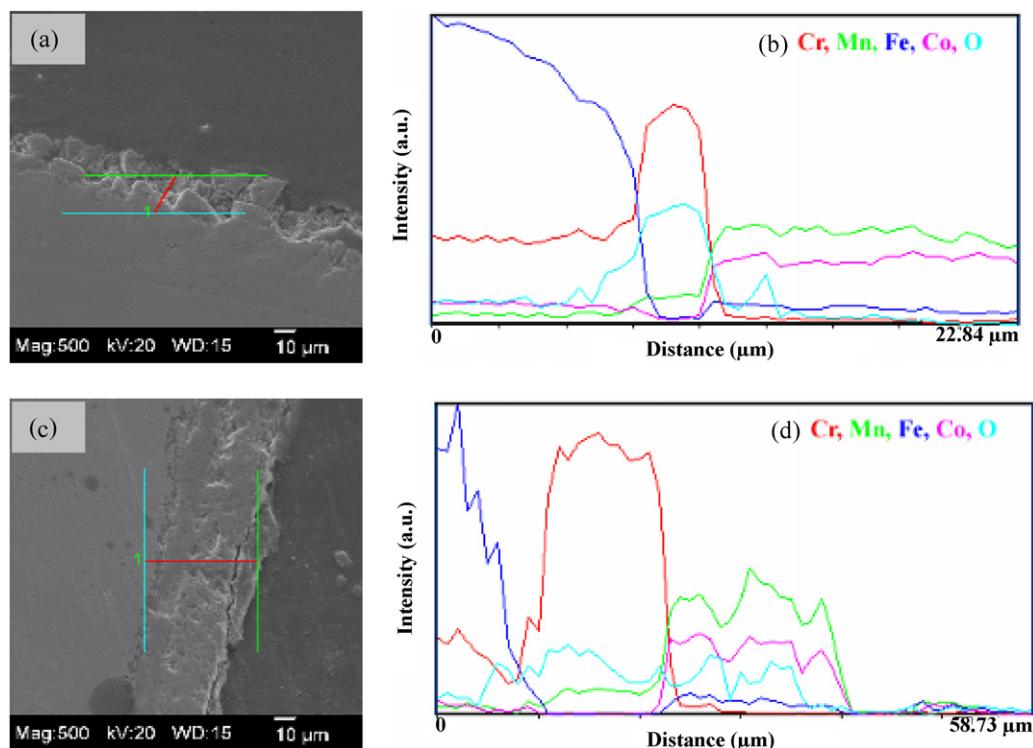 (a)
1
Mag:500 kV:20 WD:15 10 μm
(b) Cr, Mn, Fe, Co, O
Intensity (a.u.)
0
Distance (μm)
22.84 μm
(c)
1
Mag:500 kV:20 WD:15 10 μm
(d) Cr, Mn, Fe, Co, O
Intensity (a.u.)
0
Distance (μm)
58.73 μm